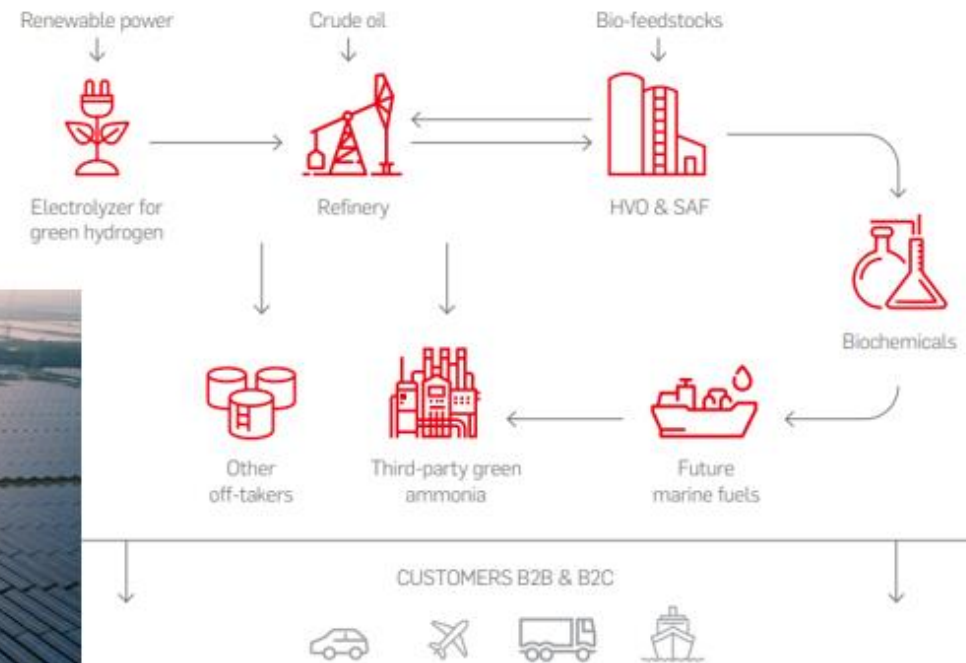 Renewable power
Crude oil
Bio-feedstocks
Electrolyzer for
green hydrogen
Refinery
HVO & SAF
Biochemicals
Other
off-takers
Third-party green
ammonia
Future
marine fuels
CUSTOMERS B2B & B2C